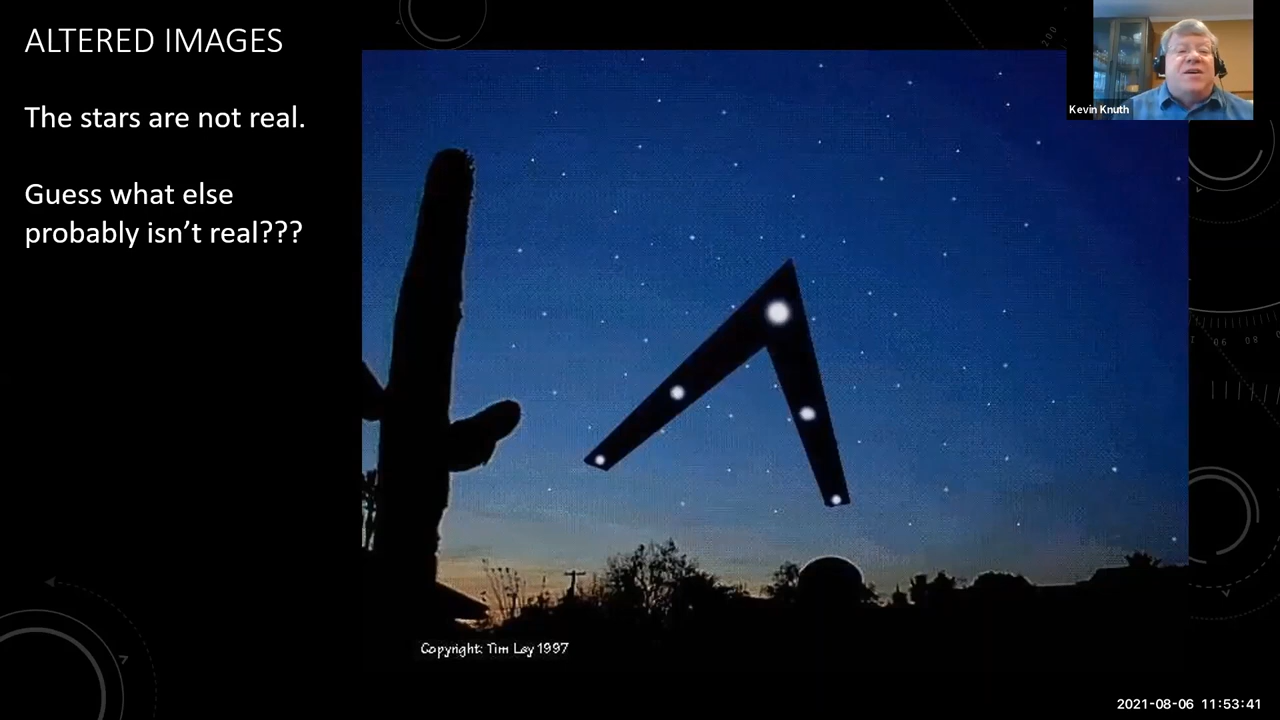 ALTERED IMAGES
The stars are not real.
Guess what else
probably isn’t real???
Kevin Knuth
Copyright: Tim Ley 1997
2021-08-06 11:53:41